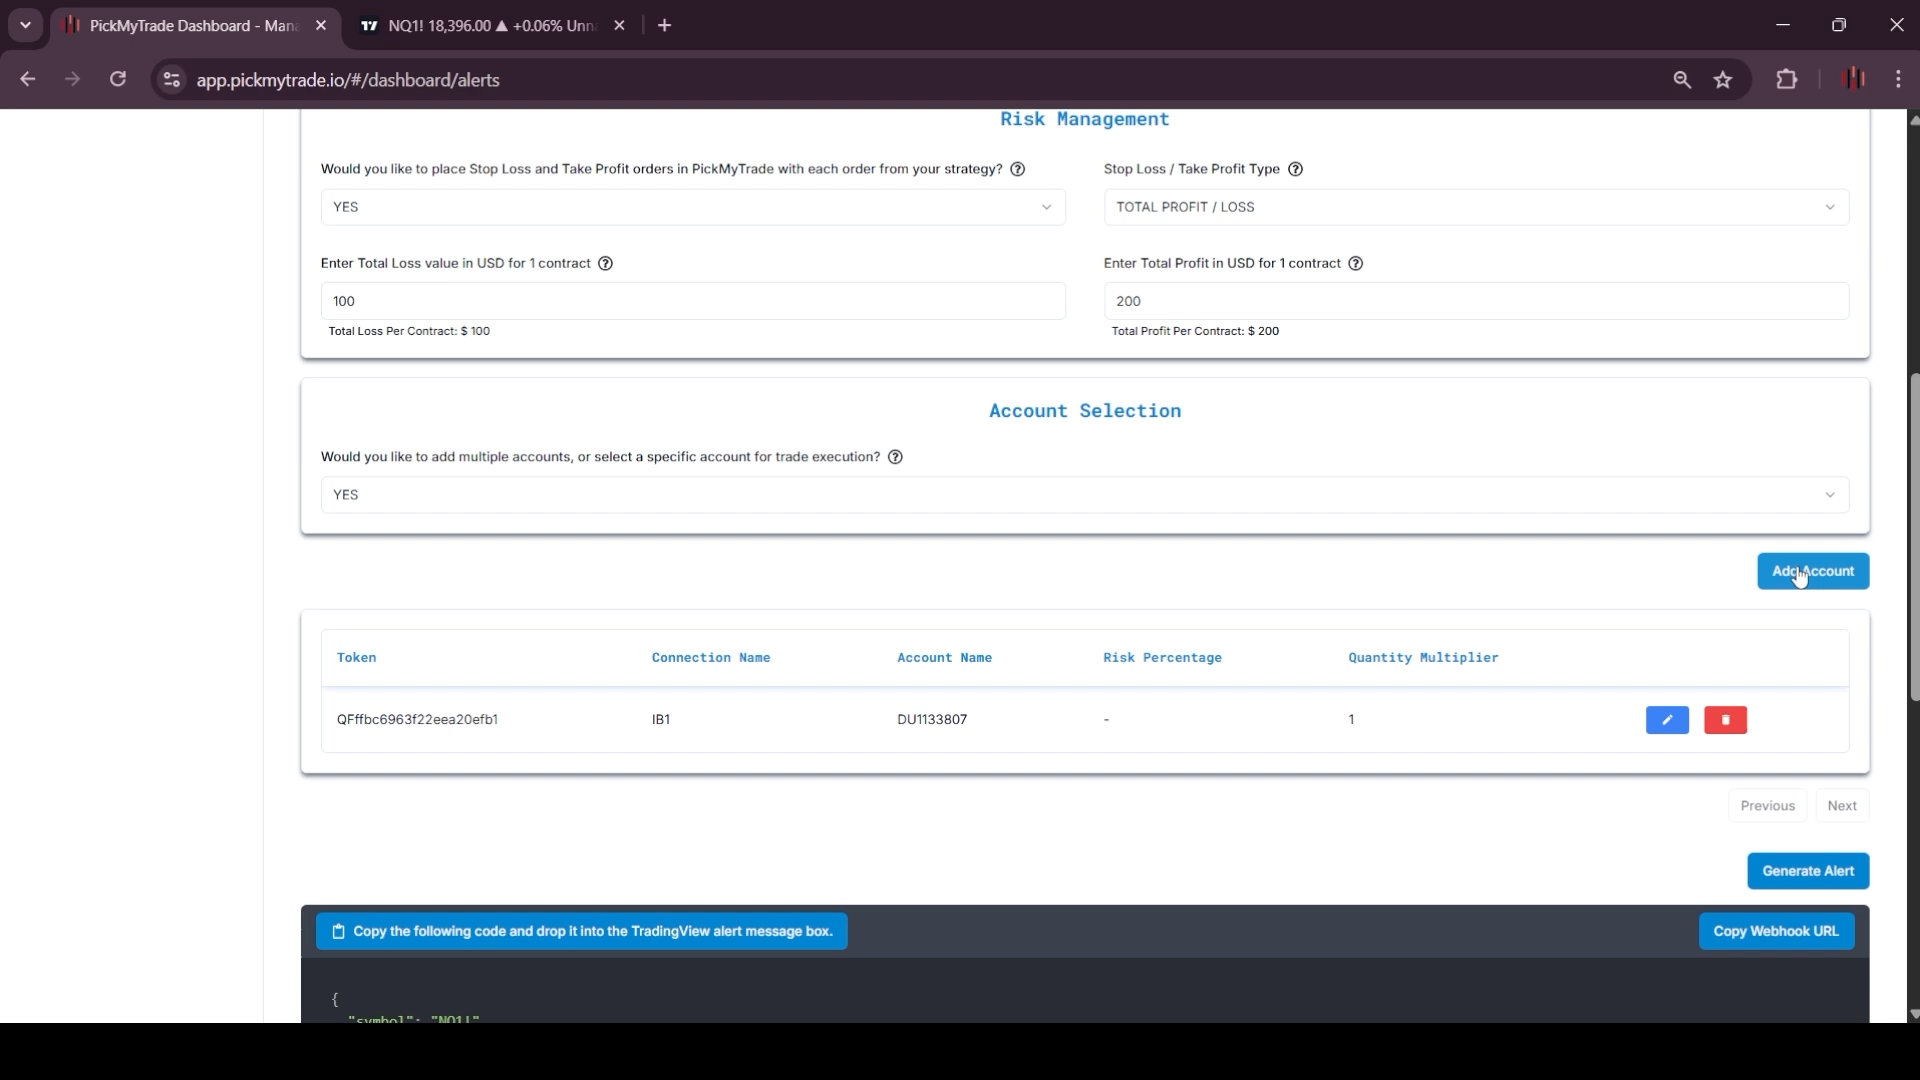 PickMyTrade Dashboard - Mana
NQ1! 18,396.00 ▲ +0.06% Unna
app.pickmytrade.io/#/dashboard/alerts
Risk Management
Would you like to place Stop Loss and Take Profit orders in PickMyTrade with each order from your strategy?
Stop Loss / Take Profit Type
YES
TOTAL PROFIT / LOSS
Enter Total Loss value in USD for 1 contract
Enter Total Profit in USD for 1 contract
100
200
Total Loss Per Contract: $ 100
Total Profit Per Contract: $ 200
Account Selection
Would you like to add multiple accounts, or select a specific account for trade execution?
YES
Add Account
Token Connection Name Account Name Risk Percentage Quantity Multiplier
QFffbc6963f22eea20efb1 IB1 DU1133807 - 1
Previous Next
Generate Alert
Copy the following code and drop it into the TradingView alert message box.
Copy Webhook URL
{
"symbol": "NQ1!"